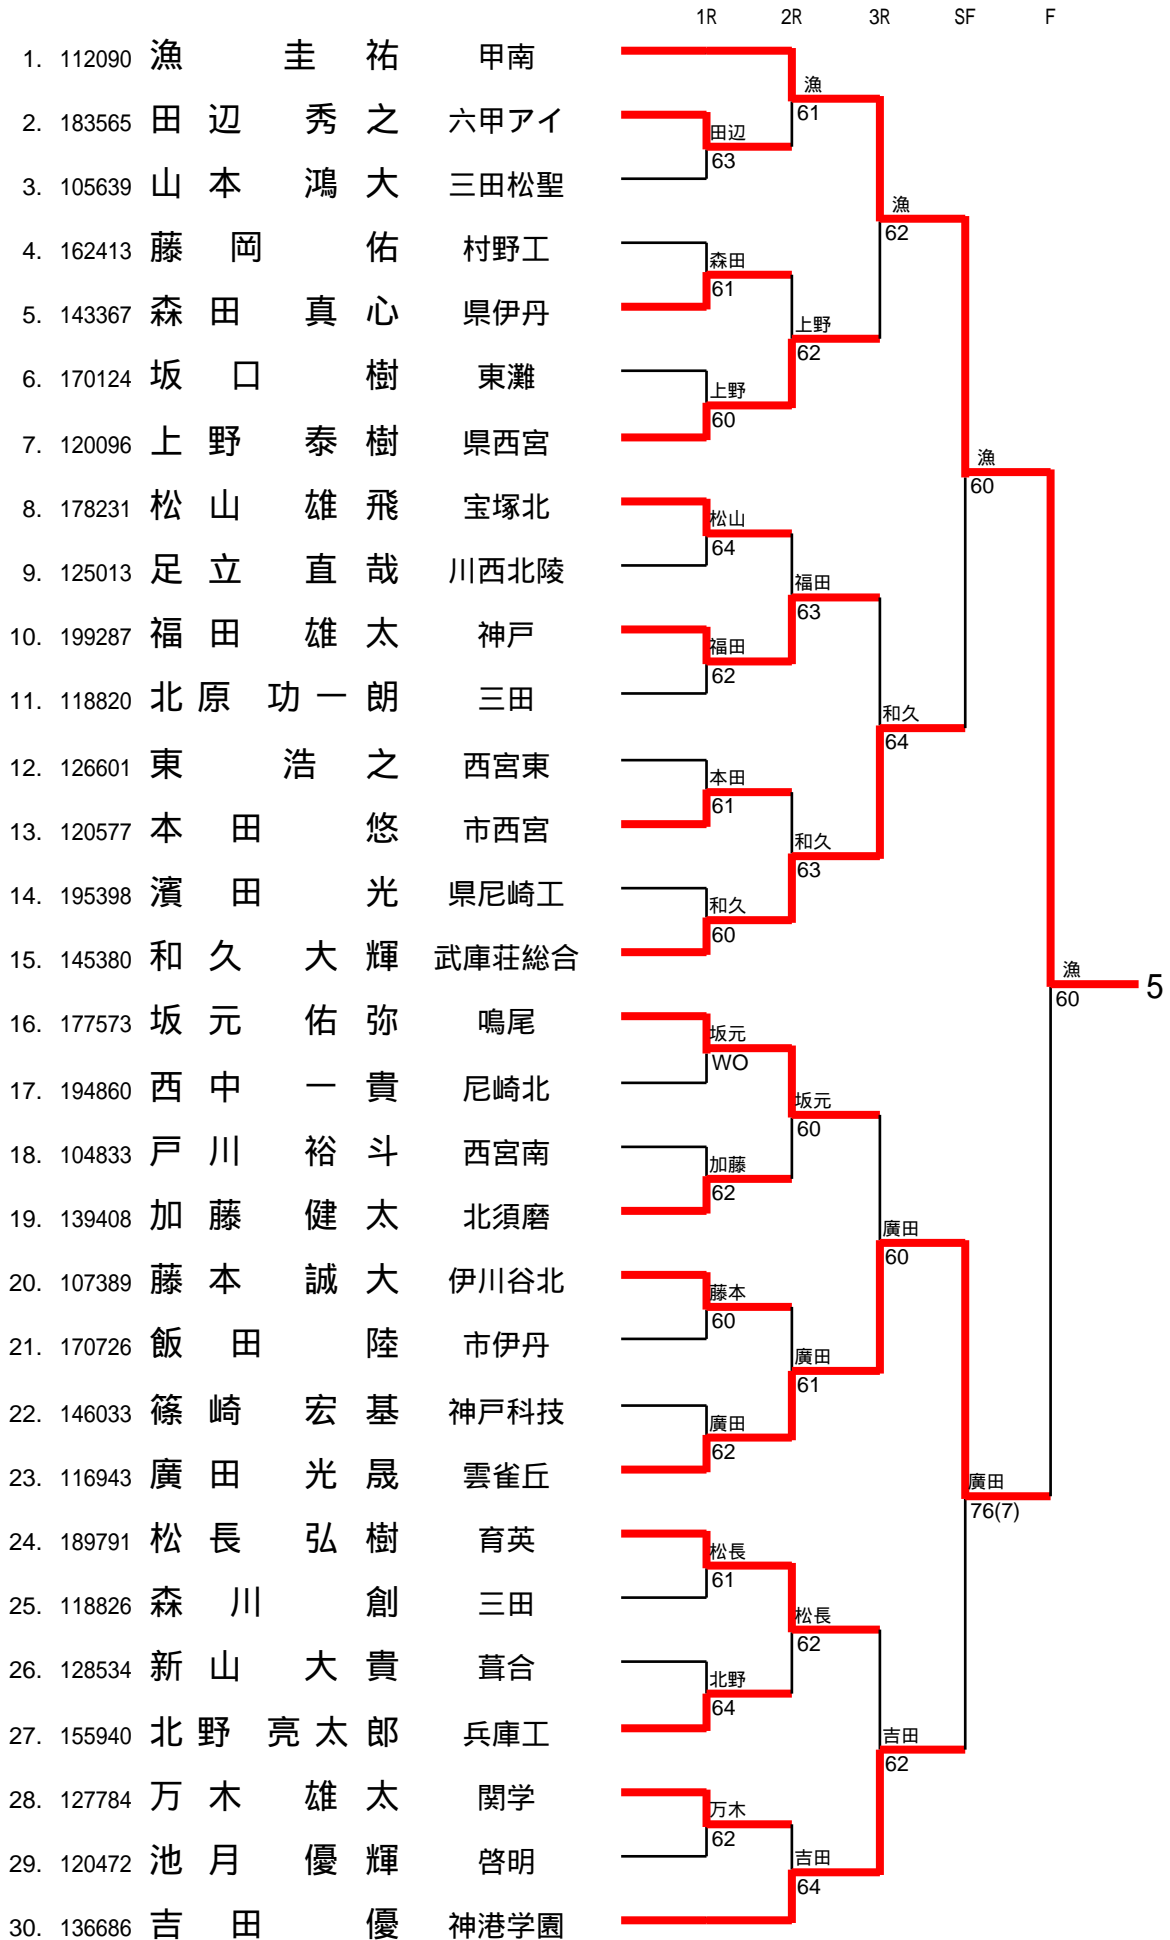 1R 2R 3R SF F
1. 112090 漁 圭 祐 甲南
漁
2. 183565 田 辺 秀 之 六甲アイ
61
田辺
63
3. 105639 山 本 鴻 大 三田松聖
漁
62
4. 162413 藤 岡 佑 村野工
森田
61
5. 143367 森 田 真 心 県伊丹
上野
62
6. 170124 坂 口 樹 東灘
上野
60
7. 120096 上 野 泰 樹 県西宮
漁
60
8. 178231 松 山 雄 飛 宝塚北
松山
64
9. 125013 足 立 直 哉 川西北陵
福田
63
10. 199287 福 田 雄 太 神戸
福田
62
11. 118820 北 原 功 一 朗 三田
和久
64
12. 126601 東 浩 之 西宮東
本田
61
13. 120577 本 田 悠 市西宮
和久
63
14. 195398 濱 田 光 県尼崎工
和久
60
15. 145380 和 久 大 輝 武庫荘総合
漁
60
5
16. 177573 坂 元 佑 弥 鳴尾
坂元
WO
17. 194860 西 中 一 貴 尼崎北
坂元
60
18. 104833 戸 川 裕 斗 西宮南
加藤
62
19. 139408 加 藤 健 太 北須磨
廣田
60
20. 107389 藤 本 誠 大 伊川谷北
藤本
60
21. 170726 飯 田 陸 市伊丹
廣田
61
22. 146033 篠 崎 宏 基 神戸科技
廣田
62
23. 116943 廣 田 光 晟 雲雀丘
廣田
76(7)
24. 189791 松 長 弘 樹 育英
松長
61
25. 118826 森 川 創 三田
松長
62
26. 128534 新 山 大 貴 葺合
北野
64
27. 155940 北 野 亮 太 郎 兵庫工
吉田
62
28. 127784 万 木 雄 太 関学
万木
62
29. 120472 池 月 優 輝 啓明
吉田
64
30. 136686 吉 田 優 神港学園